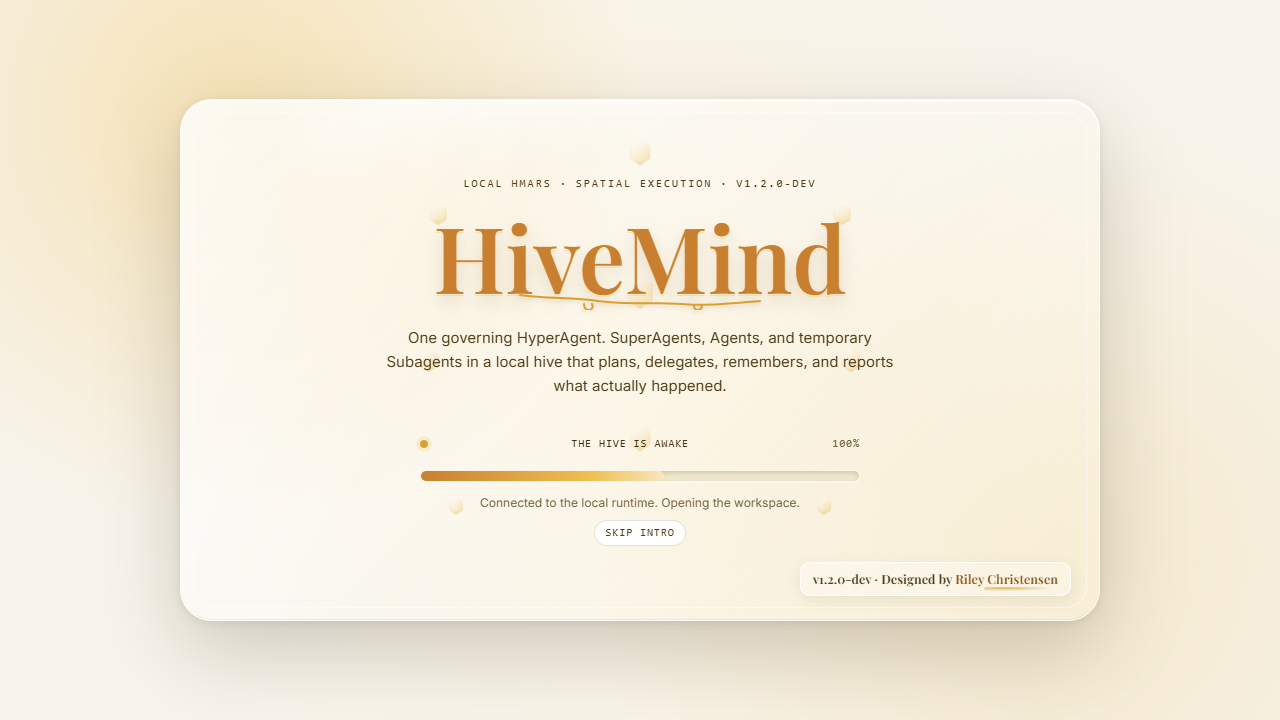 LOCAL HMARS · SPATIAL EXECUTION · V1.2.0-DEV
HiveMind
One governing HyperAgent. SuperAgents, Agents, and temporary
Subagents in a local hive that plans, delegates, remembers, and reports
what actually happened.
THE HIVE IS AWAKE 100%
Connected to the local runtime. Opening the workspace.
SKIP INTRO
v1.2.0-dev · Designed by Riley Christensen